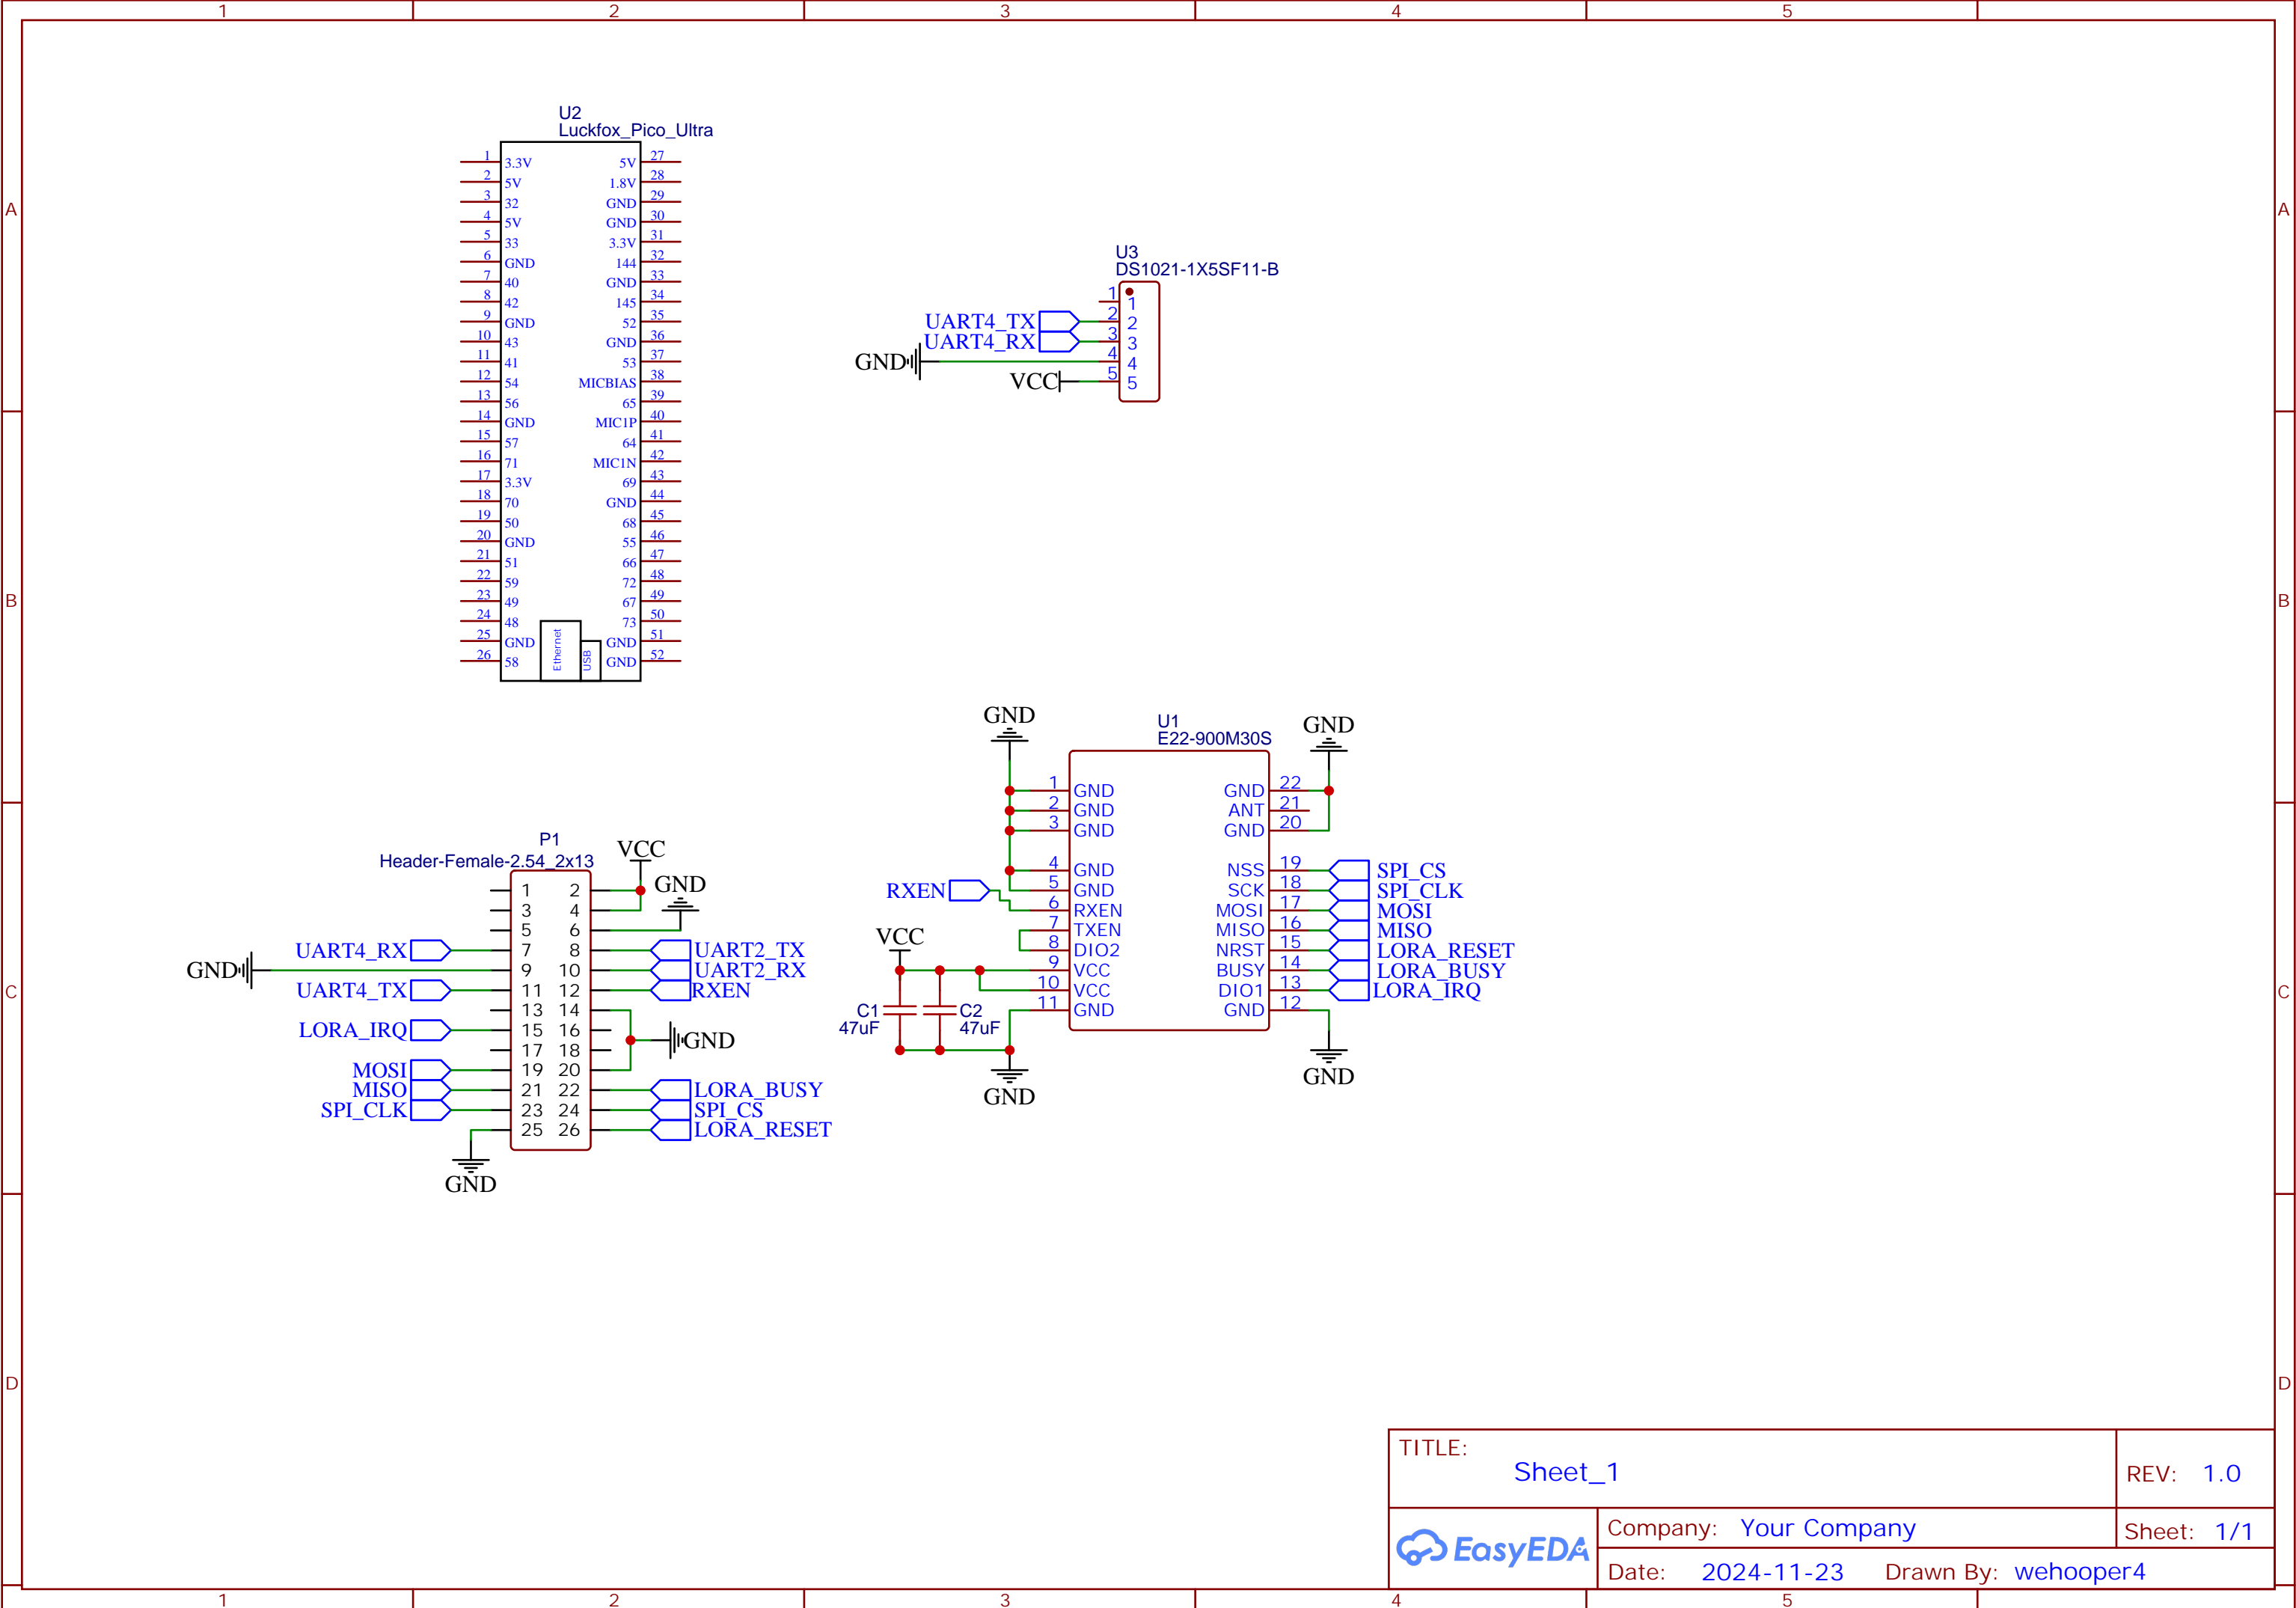 1 2 3 4 5
A A
B B
C C
D D
1 2 3 4 5
U2
Luckfox_Pico_Ultra
1 3.3V 5V 27
2 5V 1.8V 28
3 32 GND 29
4 5V GND 30
5 33 3.3V 31
6 GND 144 32
7 40 GND 33
8 42 145 34
9 GND 52 35
10 43 GND 36
11 41 53 37
12 54 MICBIAS 38
13 56 65 39
14 GND MIC1P 40
15 57 64 41
16 71 MIC1N 42
17 3.3V 69 43
18 70 GND 44
19 50 68 45
20 GND 55 46
21 51 66 47
22 59 72 48
23 49 67 49
24 48 73 50
25 GND GND 51
26 58 GND 52
Ethernet
USB
U3
DS1021-1X5SF11-B
1 1
UART4_TX 2 2
UART4_RX 3 3
GND 4 4
VCC 5 5
U1
E22-900M30S
GND
GND
1 GND GND 22
2 GND ANT 21
3 GND GND 20
4 GND NSS 19 SPI_CS
5 GND SCK 18 SPI_CLK
RXEN 6 RXEN MOSI 17 MOSI
7 TXEN MISO 16 MISO
8 DIO2 NRST 15 LORA_RESET
VCC
9 VCC BUSY 14 LORA_BUSY
10 VCC DIO1 13 LORA_IRQ
11 GND GND 12
C1
47uF
C2
47uF
GND
GND
P1
Header-Female-2.54_2x13
VCC
GND
1 2
3 4
5 6
UART4_RX 7 8 UART2_TX
GND 9 10 UART2_RX
UART4_TX 11 12 RXEN
13 14
LORA_IRQ 15 16
GND
17 18
MOSI 19 20
MISO 21 22 LORA_BUSY
SPI_CLK 23 24 SPI_CS
25 26 LORA_RESET
GND
TITLE:
Sheet_1
REV: 1.0
EasyEDA
Company: Your Company
Sheet: 1/1
Date: 2024-11-23 Drawn By: wehooper4